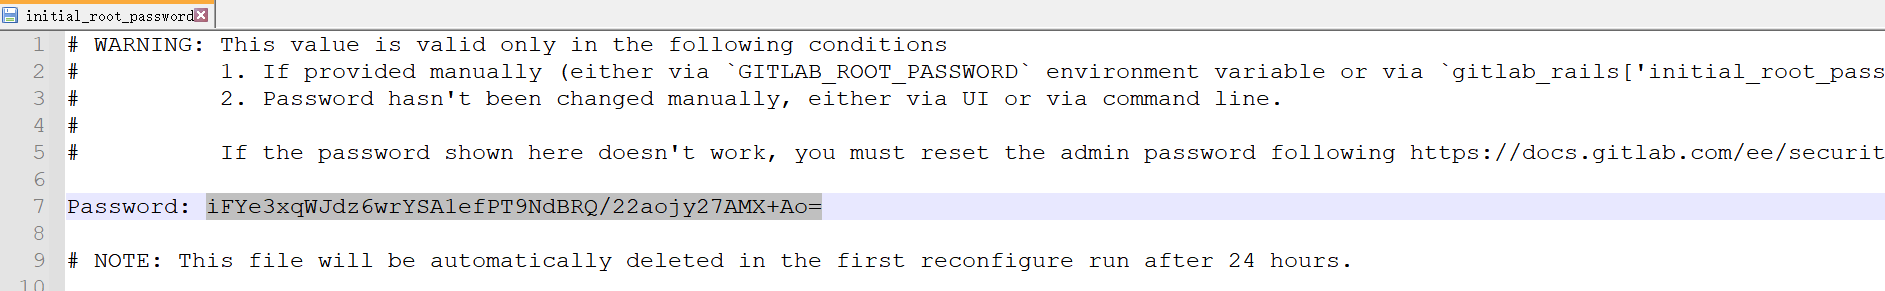 initial_root_password
1 # WARNING: This value is valid only in the following conditions
2 #          1. If provided manually (either via `GITLAB_ROOT_PASSWORD` environment variable or via `gitlab_rails['initial_root_pass
3 #          2. Password hasn't been changed manually, either via UI or via command line.
4 #
5 #          If the password shown here doesn't work, you must reset the admin password following https://docs.gitlab.com/ee/securit
6
7 Password: iFYe3xqWJdz6wrYSA1efPT9NdBRQ/22aojy27AMX+Ao=
8
9 # NOTE: This file will be automatically deleted in the first reconfigure run after 24 hours.
10